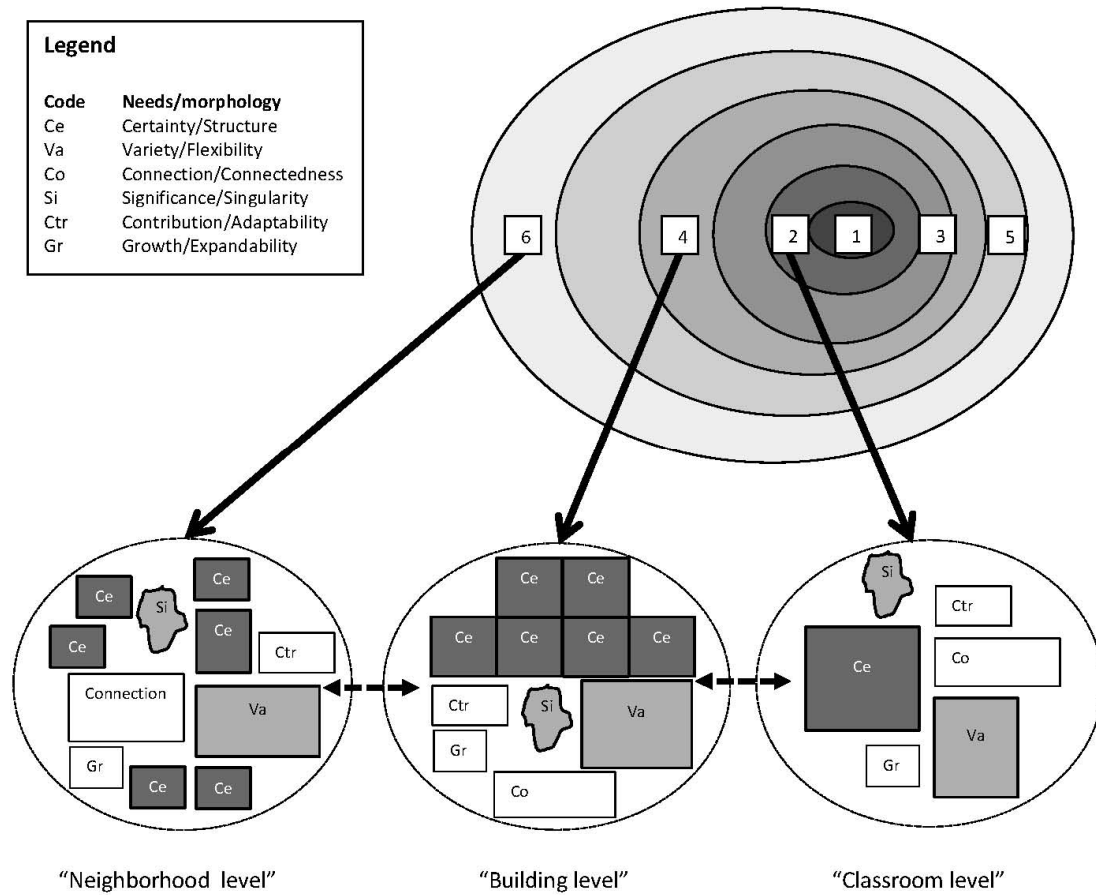 Legend
Code Needs/morphology
Ce Certainty/Structure
Va Variety/Flexibility
Co Connection/Connectedness
Si Significance/Singularity
Ctr Contribution/Adaptability
Gr Growth/Expandability
6 4 2 1 3 5
Ce
Ce
Si
Ce
Ce
Ctr
Connection
Va
Gr
Ce
Ce
Ce Ce
Ce Ce Ce Ce
Ctr
Si
Va
Gr
Co
Si
Ctr
Ce
Co
Va
Gr
“Neighborhood level” “Building level” “Classroom level”